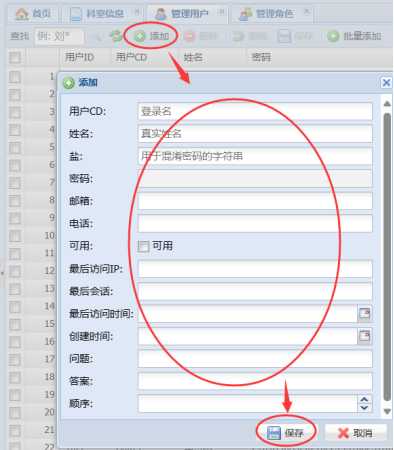 首页 科室信息 管理用户 管理角色
查找 例: 刘* 添加 删除 撤销 保存 批量添加
用户ID 用户CD 姓名 密码
添加
用户CD: 登录名
姓名: 真实姓名
盐: 用于混淆密码的字符串
密码:
邮箱:
电话:
可用: 可用
最后访问IP:
最后会话:
最后访问时间:
创建时间:
问题:
答案:
顺序:
保存 取消
1
2
3
4
5
6
7
8
9
10
11
12
13
14
15
16
17
18
19
20
21
22